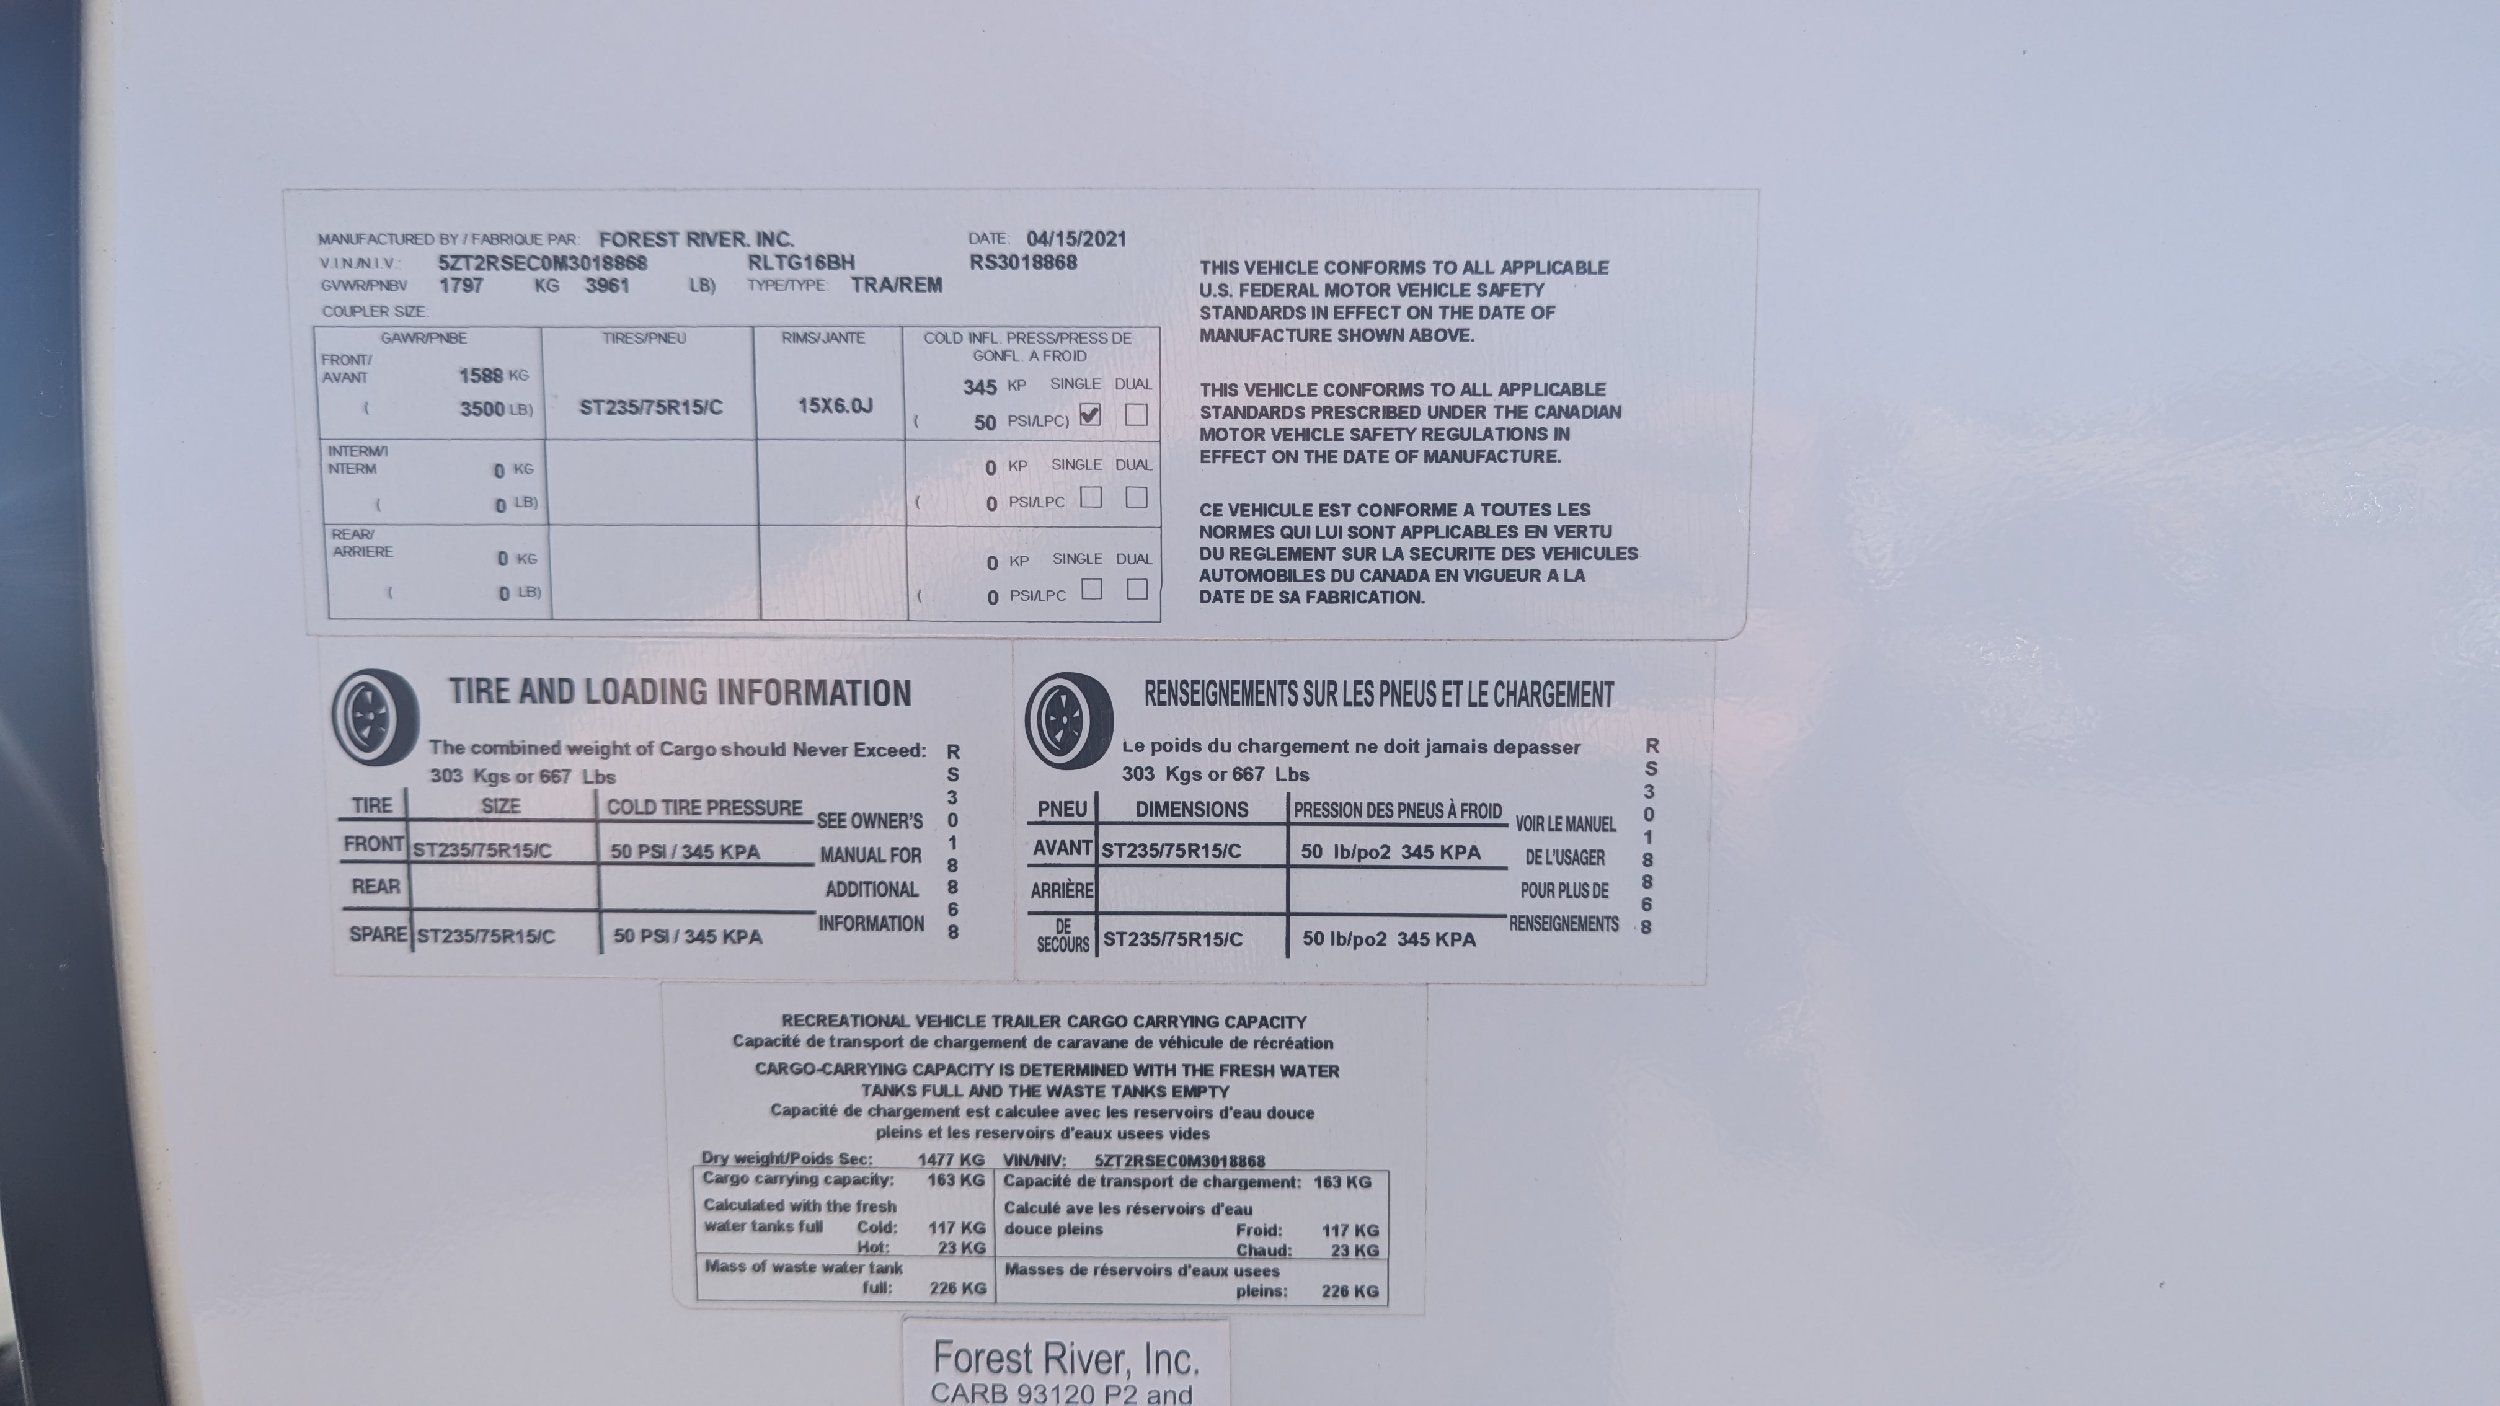 MANUFACTURED BY / FABRIQUE PAR: FOREST RIVER. INC. DATE: 04/15/2021
V.I.N./N.I.V.: 5ZT2RSEC0M3018868 RLTG16BH RS3018868
GVWR/PNBV 1797 KG 3961 LB) TYPE/TYPE: TRA/REM
COUPLER SIZE:
GAWR/PNBE TIRES/PNEU RIMS/JANTE COLD INFL. PRESS/PRESS DE
GONFL. A FROID
FRONT/
AVANT 1588 KG 345 KP SINGLE DUAL
( 3500 LB) ST235/75R15/C 15X6.0J ( 50 PSI/LPC)
INTERM/I
NTERM 0 KG 0 KP SINGLE DUAL
( 0 LB) ( 0 PSI/LPC
REAR/
ARRIERE 0 KG 0 KP SINGLE DUAL
( 0 LB) ( 0 PSI/LPC
THIS VEHICLE CONFORMS TO ALL APPLICABLE
U.S. FEDERAL MOTOR VEHICLE SAFETY
STANDARDS IN EFFECT ON THE DATE OF
MANUFACTURE SHOWN ABOVE.
THIS VEHICLE CONFORMS TO ALL APPLICABLE
STANDARDS PRESCRIBED UNDER THE CANADIAN
MOTOR VEHICLE SAFETY REGULATIONS IN
EFFECT ON THE DATE OF MANUFACTURE.
CE VEHICULE EST CONFORME A TOUTES LES
NORMES QUI LUI SONT APPLICABLES EN VERTU
DU REGLEMENT SUR LA SECURITE DES VEHICULES
AUTOMOBILES DU CANADA EN VIGUEUR A LA
DATE DE SA FABRICATION.
TIRE AND LOADING INFORMATION
The combined weight of Cargo should Never Exceed:
303 Kgs or 667 Lbs
TIRE SIZE COLD TIRE PRESSURE
FRONT ST235/75R15/C 50 PSI / 345 KPA
REAR
SPARE ST235/75R15/C 50 PSI / 345 KPA
SEE OWNER'S
MANUAL FOR
ADDITIONAL
INFORMATION
RS3018868
RENSEIGNEMENTS SUR LES PNEUS ET LE CHARGEMENT
Le poids du chargement ne doit jamais depasser
303 Kgs or 667 Lbs
PNEU DIMENSIONS PRESSION DES PNEUS À FROID
AVANT ST235/75R15/C 50 lb/po2 345 KPA
ARRIÈRE
DE
SECOURS ST235/75R15/C 50 lb/po2 345 KPA
VOIR LE MANUEL
DE L'USAGER
POUR PLUS DE
RENSEIGNEMENTS
RS3018868
RECREATIONAL VEHICLE TRAILER CARGO CARRYING CAPACITY
Capacité de transport de chargement de caravane de véhicule de récréation
CARGO-CARRYING CAPACITY IS DETERMINED WITH THE FRESH WATER
TANKS FULL AND THE WASTE TANKS EMPTY
Capacité de chargement est calculee avec les reservoirs d'eau douce
pleins et les reservoirs d'eaux usees vides
Dry weight/Poids Sec: 1477 KG VIN/NIV: 5ZT2RSEC0M3018868
Cargo carrying capacity: 163 KG Capacité de transport de chargement: 163 KG
Calculated with the fresh Calculé ave les réservoirs d'eau
water tanks full Cold: 117 KG douce pleins Froid: 117 KG
Hot: 23 KG Chaud: 23 KG
Mass of waste water tank Masses de réservoirs d'eaux usees
full: 226 KG pleins: 226 KG
Forest River, Inc.
CARB 93120 P2 and